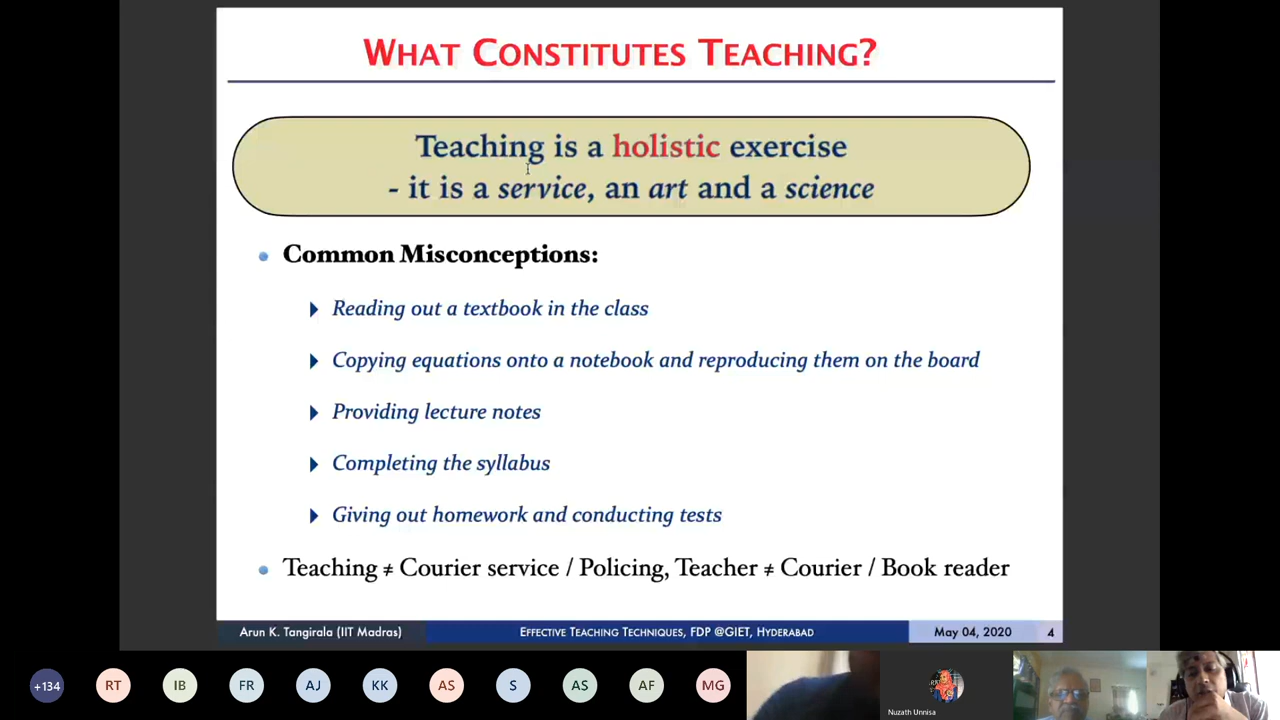 WHAT CONSTITUTES TEACHING?
Teaching is a holistic exercise
- it is a service, an art and a science
Common Misconceptions:
Reading out a textbook in the class
Copying equations onto a notebook and reproducing them on the board
Providing lecture notes
Completing the syllabus
Giving out homework and conducting tests
Teaching ≠ Courier service / Policing, Teacher ≠ Courier / Book reader
Arun K. Tangirala (IIT Madras) EFFECTIVE TEACHING TECHNIQUES, FDP @GIET, HYDERABAD May 04, 2020 4
+134 RT IB FR AJ KK AS S AS AF MG
Nuzath Unnisa